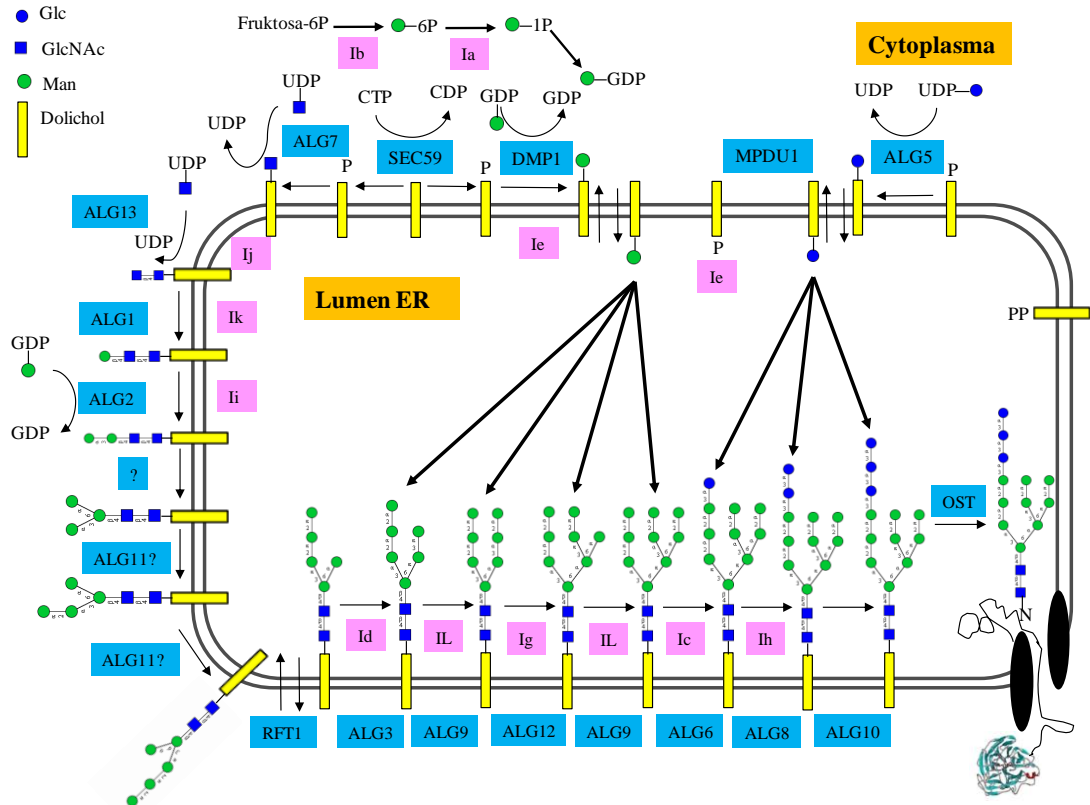 Glc
GlcNAc
Man
Dolichol
Fruktosa-6P
6P
1P
GDP
Ib
Ia
Cytoplasma
UDP
UDP
CTP
CDP
GDP
GDP
UDP
UDP
ALG7
SEC59
DMP1
MPDU1
ALG5
P
P
P
UDP
ALG13
UDP
Ij
Ie
P
Ie
Lumen ER
PP
ALG1
Ik
GDP
ALG2
Ii
GDP
?
OST
ALG11?
N
Id
IL
Ig
IL
Ic
Ih
ALG11?
RFT1
ALG3
ALG9
ALG12
ALG9
ALG6
ALG8
ALG10